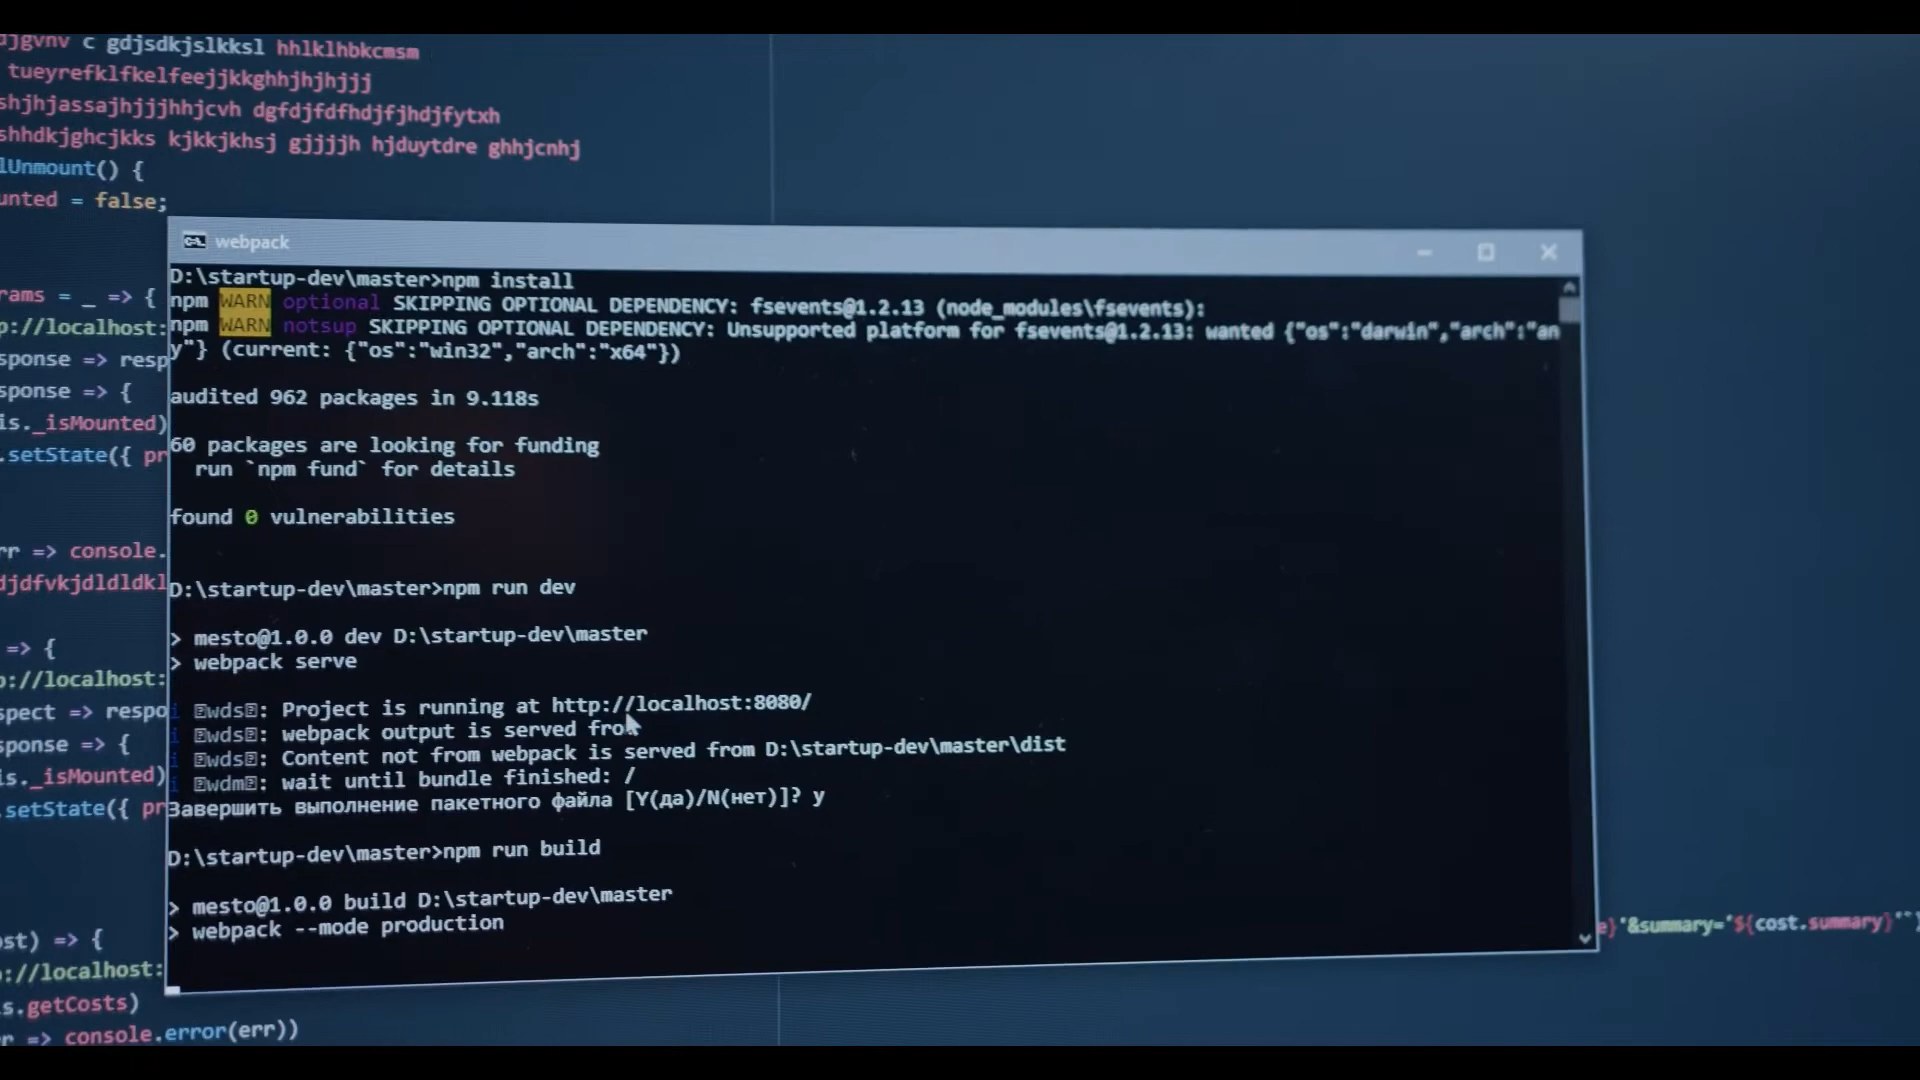 djgvnv c gdjsdkjslkksl hhlklhbkcmsm
tueyrefklfkelfeejjkkghhjhjhjjj
shjhjassajhjjjhhjcvh dgfdjfdfhdjfjhdjfytxh
shhdkjghcjkks kjkkjkhsj gjjjjh hjduytdre ghhjcnhj
lUnmount() {
unted = false;
webpack
D:\startup-dev\master>npm install
npm WARN optional SKIPPING OPTIONAL DEPENDENCY: fsevents@1.2.13 (node_modules\fsevents):
npm WARN notsup SKIPPING OPTIONAL DEPENDENCY: Unsupported platform for fsevents@1.2.13: wanted {"os":"darwin","arch":"an
y"} (current: {"os":"win32","arch":"x64"})
audited 962 packages in 9.118s
60 packages are looking for funding
run `npm fund` for details
found 0 vulnerabilities
D:\startup-dev\master>npm run dev
> mesto@1.0.0 dev D:\startup-dev\master
> webpack serve
i ⍰wds⍰: Project is running at http://localhost:8080/
i ⍰wds⍰: webpack output is served from
i ⍰wds⍰: Content not from webpack is served from D:\startup-dev\master\dist
i ⍰wdm⍰: wait until bundle finished: /
Завершить выполнение пакетного файла [Y(да)/N(нет)]? y
D:\startup-dev\master>npm run build
> mesto@1.0.0 build D:\startup-dev\master
> webpack --mode production
rams = _ => {
p://localhost:
sponse => resp
sponse => {
is._isMounted)
.setState({ pr
rr => console.
djdfvkjdldldkl
=> {
p://localhost:
spect => respo
sponse => {
is._isMounted)
.setState({ pr
ost) => {
p://localhost:
s.getCosts)
rr => console.error(err))
e}'&summary='${cost.summary}'`)